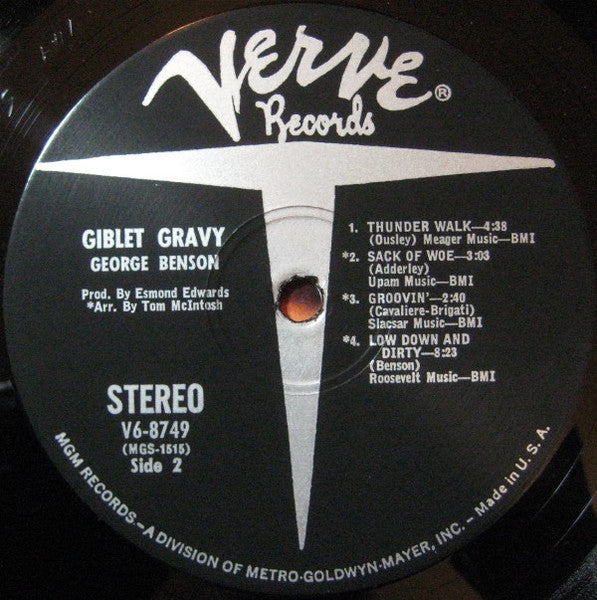 VERVE ®
Records
GIBLET GRAVY
GEORGE BENSON
Prod. By Esmond Edwards
*Arr. By Tom McIntosh
STEREO
V6-8749
(MGS-1515)
Side 2
1. THUNDER WALK—4:38
(Ousley) Meager Music—BMI
*2. SACK OF WOE—3:03
(Adderley)
Upam Music—BMI
*3. GROOVIN'—2:40
(Cavaliere-Brigati)
Slacsar Music—BMI
*4. LOW DOWN AND
DIRTY—8:23
(Benson)
Roosevelt Music—BMI
MGM RECORDS—A DIVISION OF METRO-GOLDWYN-MAYER, INC. — Made in U. S. A.